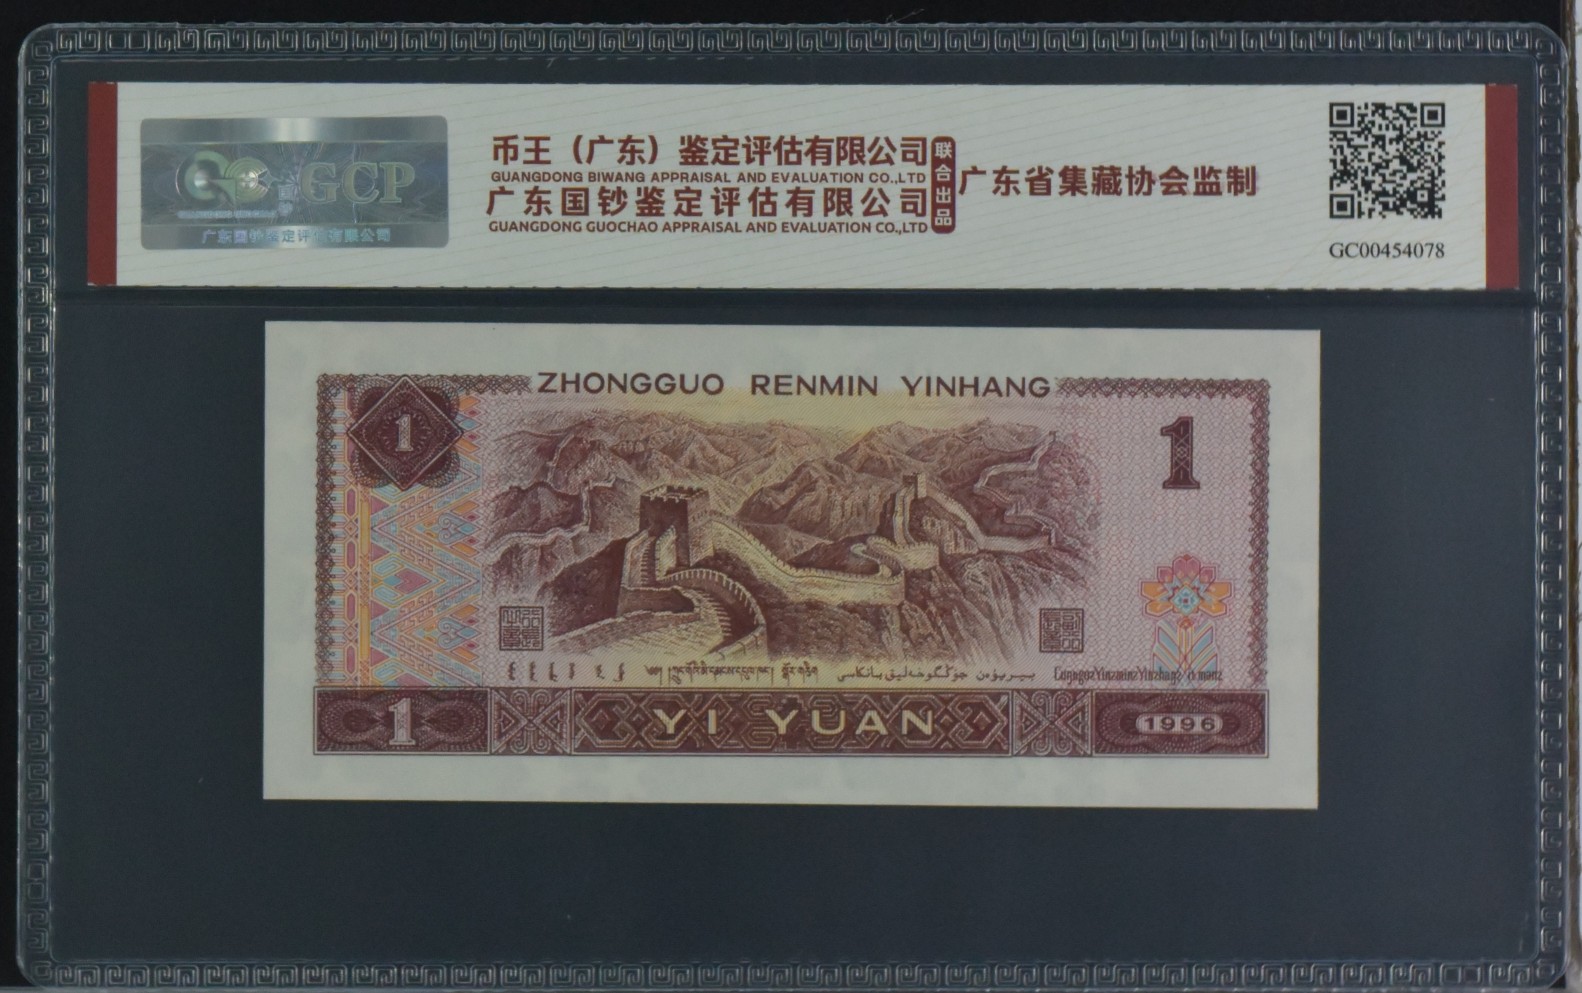 GCP
广东国钞鉴定评估有限公司
币王（广东）鉴定评估有限公司
GUANGDONG BIWANG APPRAISAL AND EVALUATION CO.,LTD
广东国钞鉴定评估有限公司
GUANGDONG GUOCHAO APPRAISAL AND EVALUATION CO.,LTD
联合出品
广东省集藏协会监制
GC00454078
ZHONGGUO RENMIN YINHANG
1
1
1 YI YUAN 1996